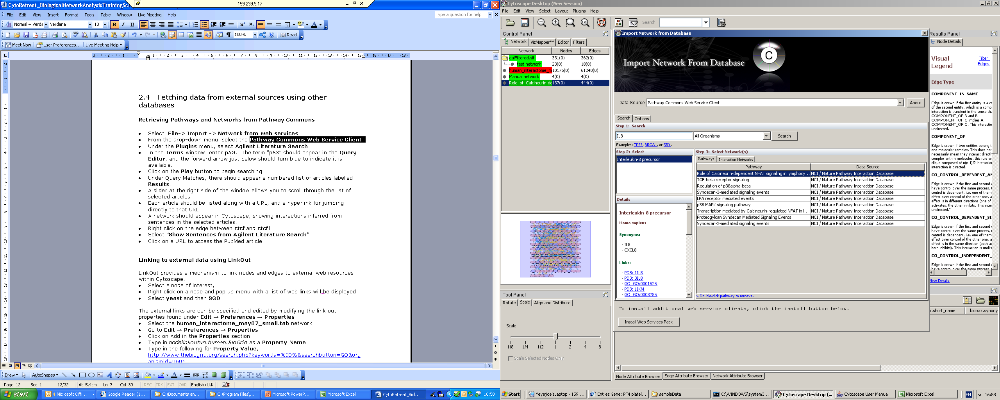 CytoRetreat_BiologicalNetworkAnalysisTrainingScr
159.239.9.17
File Edit View Insert Format Tools Table Window Live Meeting Help
Type a question for help
Normal + Verda Verdana 10 B I U
100% Read
Meet Now User Preferences... Live Meeting Help
3 2 1 1 2 3 4 5 6 7 8 9 10 11 12 13 14 15 16 17 18
2.4 Fetching data from external sources using other
databases
Retrieving Pathways and Networks from Pathway Commons
• Select File-> Import -> Network from web services
• From the drop-down menu, select the Pathway Commons Web Service Client
• Under the Plugins menu, select Agilent Literature Search
• In the Terms window, enter p53. The term “p53” should appear in the Query
Editor, and the forward arrow just below should turn blue to indicate it is
available.
• Click on the Play button to begin searching.
• Under Query Matches, there should appear a numbered list of articles labelled
Results.
• A slider at the right side of the window allows you to scroll through the list of
selected articles
• Each article should be listed along with a URL, and a hyperlink for jumping
directly to that URL
• A network should appear in Cytoscape, showing interactions inferred from
sentences in the selected articles.
• Right click on the edge between ctcf and ctcfl
• Select “Show Sentences from Agilent Literature Search”.
• Click on a URL to access the PubMed article
Linking to external data using LinkOut
LinkOut provides a mechanism to link nodes and edges to external web resources
within Cytoscape.
• Select a node of interest,
• Right click on a node and pop up menu with a list of web links will be displayed
• Select yeast and then SGD
The external links are can be specified and edited by modifying the link out
properties found under Edit → Preferences → Properties
• Select the human_interactome_may07_small.tab network
• Go to Edit → Preferences → Properties
• Click on Add in the Properties section
• Type in nodelinkouturl.human.BioGrid as a Property Name
• Type in the following for Property Value,
http://www.thebiogrid.org/search.php?keywords=%ID%&searchbutton=GO&org
anismid=9606
Draw AutoShapes
Page 12 Sec 1 12/32 At 5.4cm Ln 7 Col 39 REC TRK EXT OVR English (U.K
start 4 Microsoft Offi... Google Reader (1... C:\Documents an... C:\Program Files\... Microsoft PowerP... Microsoft Excel CytoRetreat_Biol... 16:58
Cytoscape Desktop (New Session)
File Edit View Select Layout Plugins Help
Search:
Control Panel
Network VizMapper™ Editor Filters
Network Nodes Edges
galFiltered.sif 331(0) 362(0)
test network 23(0) 18(0)
human_interactome_m 10176(0) 61240(0)
Manual network 4(0) 4(0)
Role_of_Calcineurin-de 137(0) 444(0)
Tool Panel
Rotate Scale Align and Distribute
Scale:
1/8 1/4 1/2 1 2 4 8
Scale Selected Nodes Only
Import Network from Database
Import Network From Database
C
Data Source Pathway Commons Web Service Client About
Search Options
Step 1: Search
IL8 All Organisms Search
Examples: TP53, BRCA1, or SRY.
Step 2: Select
Interleukin-8 precursor
Details
Interleukin-8 precursor
Homo sapiens
Synonyms:
- IL8
- CXCL8
Links:
- PDB: 1IL8
- PDB: 3IL8
- GO: GO:0001525
- PDB: 1IKM
- GO: GO:0008285
Step 3: Select Network(s)
Pathways Interaction Networks
Pathway Data Source
Role of Calcineurin-dependent NFAT signaling in lymphocy... NCI / Nature Pathway Interaction Database
TGF-beta receptor signaling NCI / Nature Pathway Interaction Database
Regulation of p38alpha-beta NCI / Nature Pathway Interaction Database
Syndecan-3-mediated signaling events NCI / Nature Pathway Interaction Database
LPA receptor mediated events NCI / Nature Pathway Interaction Database
p38 MAPK signaling pathway NCI / Nature Pathway Interaction Database
Transcription mediated by Calcineurin-regulated NFAT in l... NCI / Nature Pathway Interaction Database
Proteogylcan Syndecan Mediated Signaling Events NCI / Nature Pathway Interaction Database
Syndecan-2-mediated signaling events NCI / Nature Pathway Interaction Database
> Double-click pathway to retrieve.
To install additional web service clients, click the install button below.
Install Web Services Pack
Results Panel
Node Details
Visual Legend
Filter Edges
Edge Type
COMPONENT_IN_SAME
Edge is drawn if the first entity is a co
of the second entity, which is a comp
interaction is transient in the sense tha
COMPONENT_OF B and B
COMPONENT_OF C implies A
COMPONENT_OF C. This interactio
undirected.
COMPONENT_OF
Edge is drawn if two entities belong t
one molecular complex. This does not
necessarily mean they interact directl
complex with n molecules, this rule w
clique composed of n(n-1)/2 interacti
interaction is directed.
CO_CONTROL_DEPENDENT_AN
Edge is drawn if the first and second
have control over the same process,
control is dependent, i.e. one of them
effect over control of the other one, a
effect is in different directions (one of
activates, the other inhibits. This inter
undirected."
CO_CONTROL_DEPENDENT_SI
Edge is drawn if the first and second
have control over the same process,
control is dependent, i.e. one of them
effect over control of the other one, a
effect is in the same direction (both ac
both inhibits). This interaction is undire
CO_CONTROL_INDEPENDENT_
Edge is drawn if the first and second
have control over the same process,
View Details
x.short_name biopax.synony
Node Attribute Browser Edge Attribute Browser Network Attribute Browser
Start Yeyejide'sLaptop - 159.... Entrez Gene: PF4 platel... sampleData C:\WINDOWS\system3... Cytoscape Desktop (... Cytoscape User Manual Microsoft Excel EN « 16:58